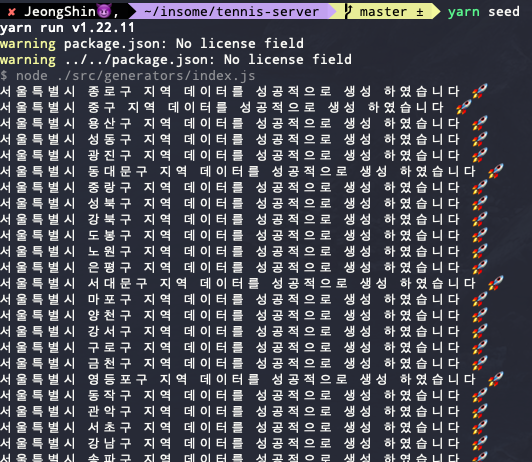 ✘ JeongShin😈, ~/insome/tennis-server master ± yarn seed
yarn run v1.22.11
warning package.json: No license field
warning ../../package.json: No license field
$ node ./src/generators/index.js
서울특별시 종로구 지역 데이터를 성공적으로 생성 하였습니다 🚀
서울특별시 중구 지역 데이터를 성공적으로 생성 하였습니다 🚀
서울특별시 용산구 지역 데이터를 성공적으로 생성 하였습니다 🚀
서울특별시 성동구 지역 데이터를 성공적으로 생성 하였습니다 🚀
서울특별시 광진구 지역 데이터를 성공적으로 생성 하였습니다 🚀
서울특별시 동대문구 지역 데이터를 성공적으로 생성 하였습니다 🚀
서울특별시 중랑구 지역 데이터를 성공적으로 생성 하였습니다 🚀
서울특별시 성북구 지역 데이터를 성공적으로 생성 하였습니다 🚀
서울특별시 강북구 지역 데이터를 성공적으로 생성 하였습니다 🚀
서울특별시 도봉구 지역 데이터를 성공적으로 생성 하였습니다 🚀
서울특별시 노원구 지역 데이터를 성공적으로 생성 하였습니다 🚀
서울특별시 은평구 지역 데이터를 성공적으로 생성 하였습니다 🚀
서울특별시 서대문구 지역 데이터를 성공적으로 생성 하였습니다 🚀
서울특별시 마포구 지역 데이터를 성공적으로 생성 하였습니다 🚀
서울특별시 양천구 지역 데이터를 성공적으로 생성 하였습니다 🚀
서울특별시 강서구 지역 데이터를 성공적으로 생성 하였습니다 🚀
서울특별시 구로구 지역 데이터를 성공적으로 생성 하였습니다 🚀
서울특별시 금천구 지역 데이터를 성공적으로 생성 하였습니다 🚀
서울특별시 영등포구 지역 데이터를 성공적으로 생성 하였습니다 🚀
서울특별시 동작구 지역 데이터를 성공적으로 생성 하였습니다 🚀
서울특별시 관악구 지역 데이터를 성공적으로 생성 하였습니다 🚀
서울특별시 서초구 지역 데이터를 성공적으로 생성 하였습니다 🚀
서울특별시 강남구 지역 데이터를 성공적으로 생성 하였습니다 🚀
서울특별시 송파구 지역 데이터를 성공적으로 생성 하였습니다 🚀